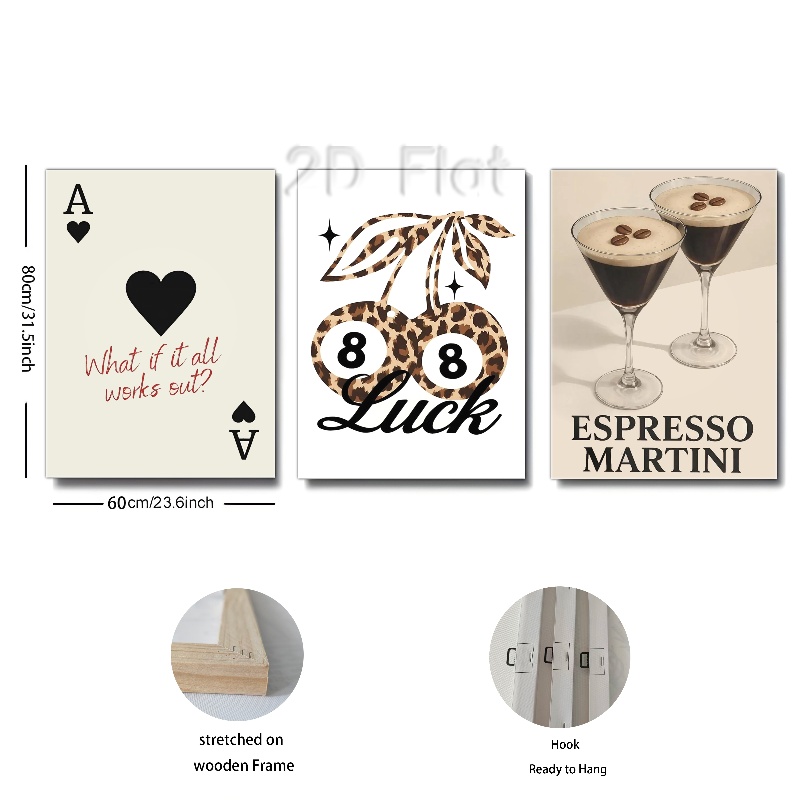 2D Flat
A
What if it all
works out?
A
8
8
Luck
ESPRESSO
MARTINI
80cm/31.5inch
60cm/23.6inch
stretched on
wooden Frame
Hook
Ready to Hang